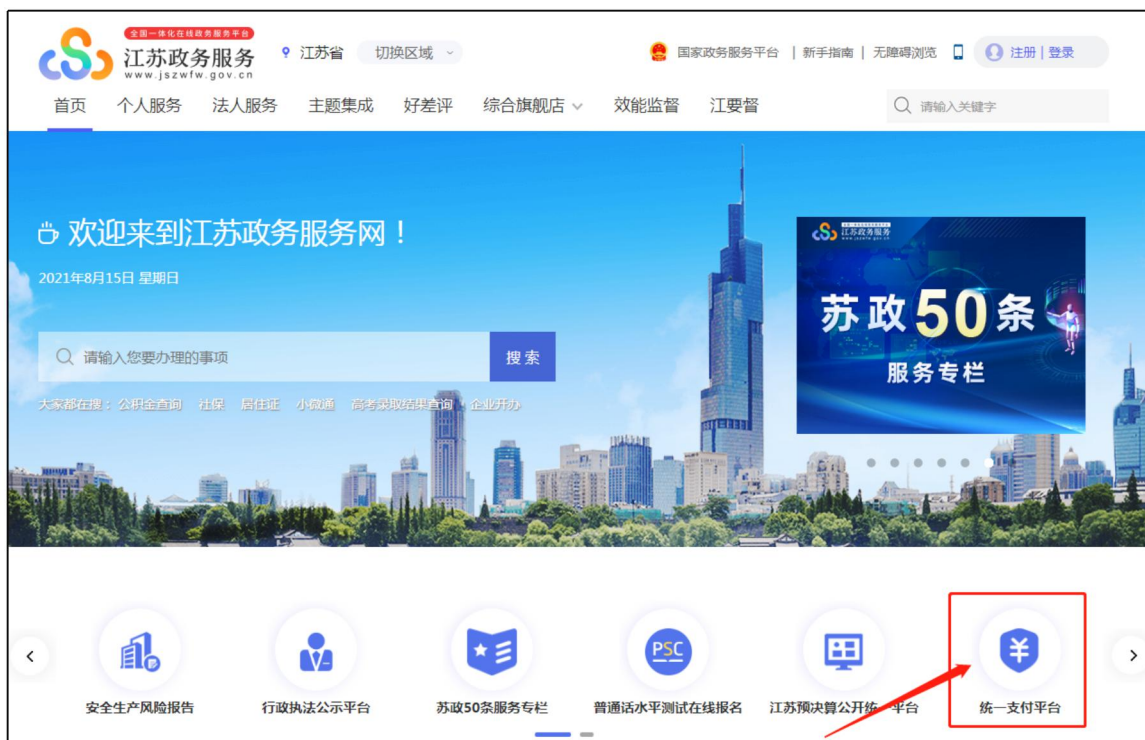 全国一体化在线政务服务平台
江苏政务服务
www.jszwfw.gov.cn
江苏省
切换区域
国家政务服务平台 | 新手指南 | 无障碍浏览
注册 | 登录
首页 个人服务 法人服务 主题集成 好差评 综合旗舰店 效能监督 江要督
请输入关键字
欢迎来到江苏政务服务网！
2021年8月15日 星期日
请输入您要办理的事项
搜索
大家都在搜： 公积金查询 社保 居住证 小微通 高考录取结果查询 企业开办
江苏政务服务
www.jszwfw.gov.cn
苏政50条
服务专栏
PSC
安全生产风险报告 行政执法公示平台 苏政50条服务专栏 普通话水平测试在线报名 江苏预决算公开统一平台 统一支付平台